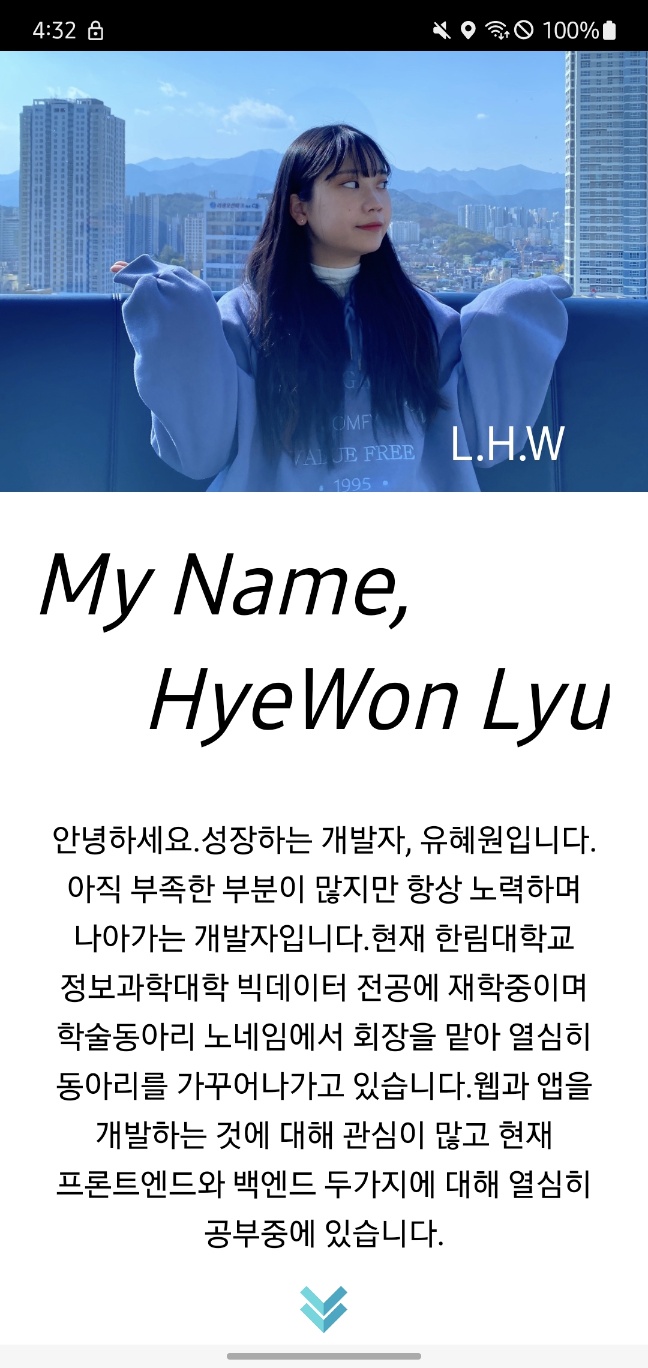 4:32 100%
COMFY
VALUE FREE
• 1995 •
L.H.W
My Name,
HyeWon Lyu
안녕하세요.성장하는 개발자, 유혜원입니다.
아직 부족한 부분이 많지만 항상 노력하며
나아가는 개발자입니다.현재 한림대학교
정보과학대학 빅데이터 전공에 재학중이며
학술동아리 노네임에서 회장을 맡아 열심히
동아리를 가꾸어나가고 있습니다.웹과 앱을
개발하는 것에 대해 관심이 많고 현재
프론트엔드와 백엔드 두가지에 대해 열심히
공부중에 있습니다.